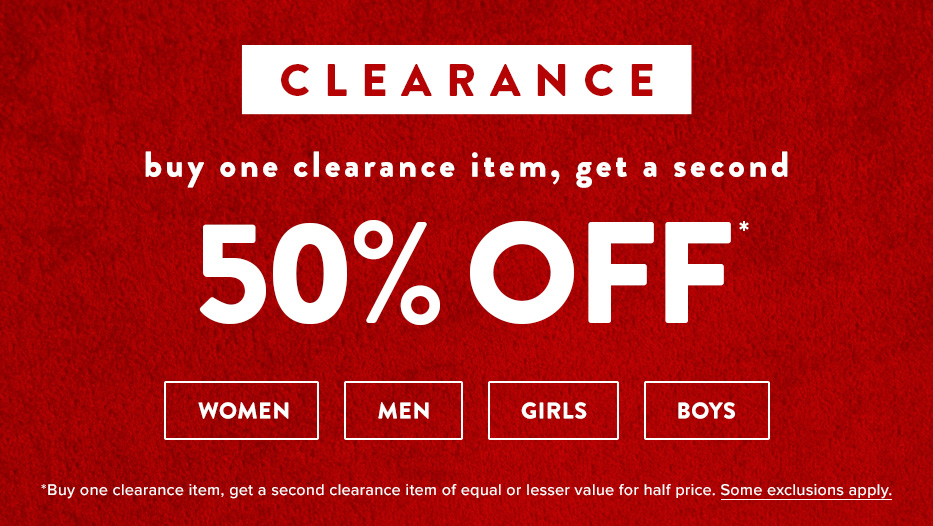 CLEARANCE
buy one clearance item, get a second
50% OFF*
WOMEN MEN GIRLS BOYS
*Buy one clearance item, get a second clearance item of equal or lesser value for half price. Some exclusions apply.